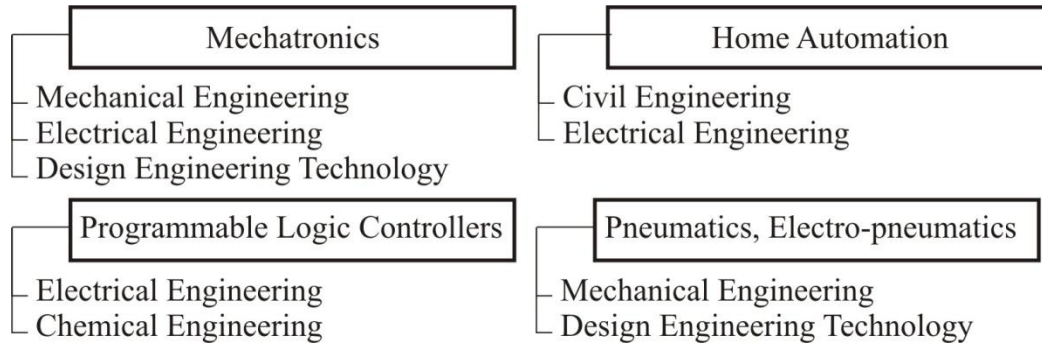 Mechatronics
Mechanical Engineering
Electrical Engineering
Design Engineering Technology
Home Automation
Civil Engineering
Electrical Engineering
Programmable Logic Controllers
Electrical Engineering
Chemical Engineering
Pneumatics, Electro-pneumatics
Mechanical Engineering
Design Engineering Technology